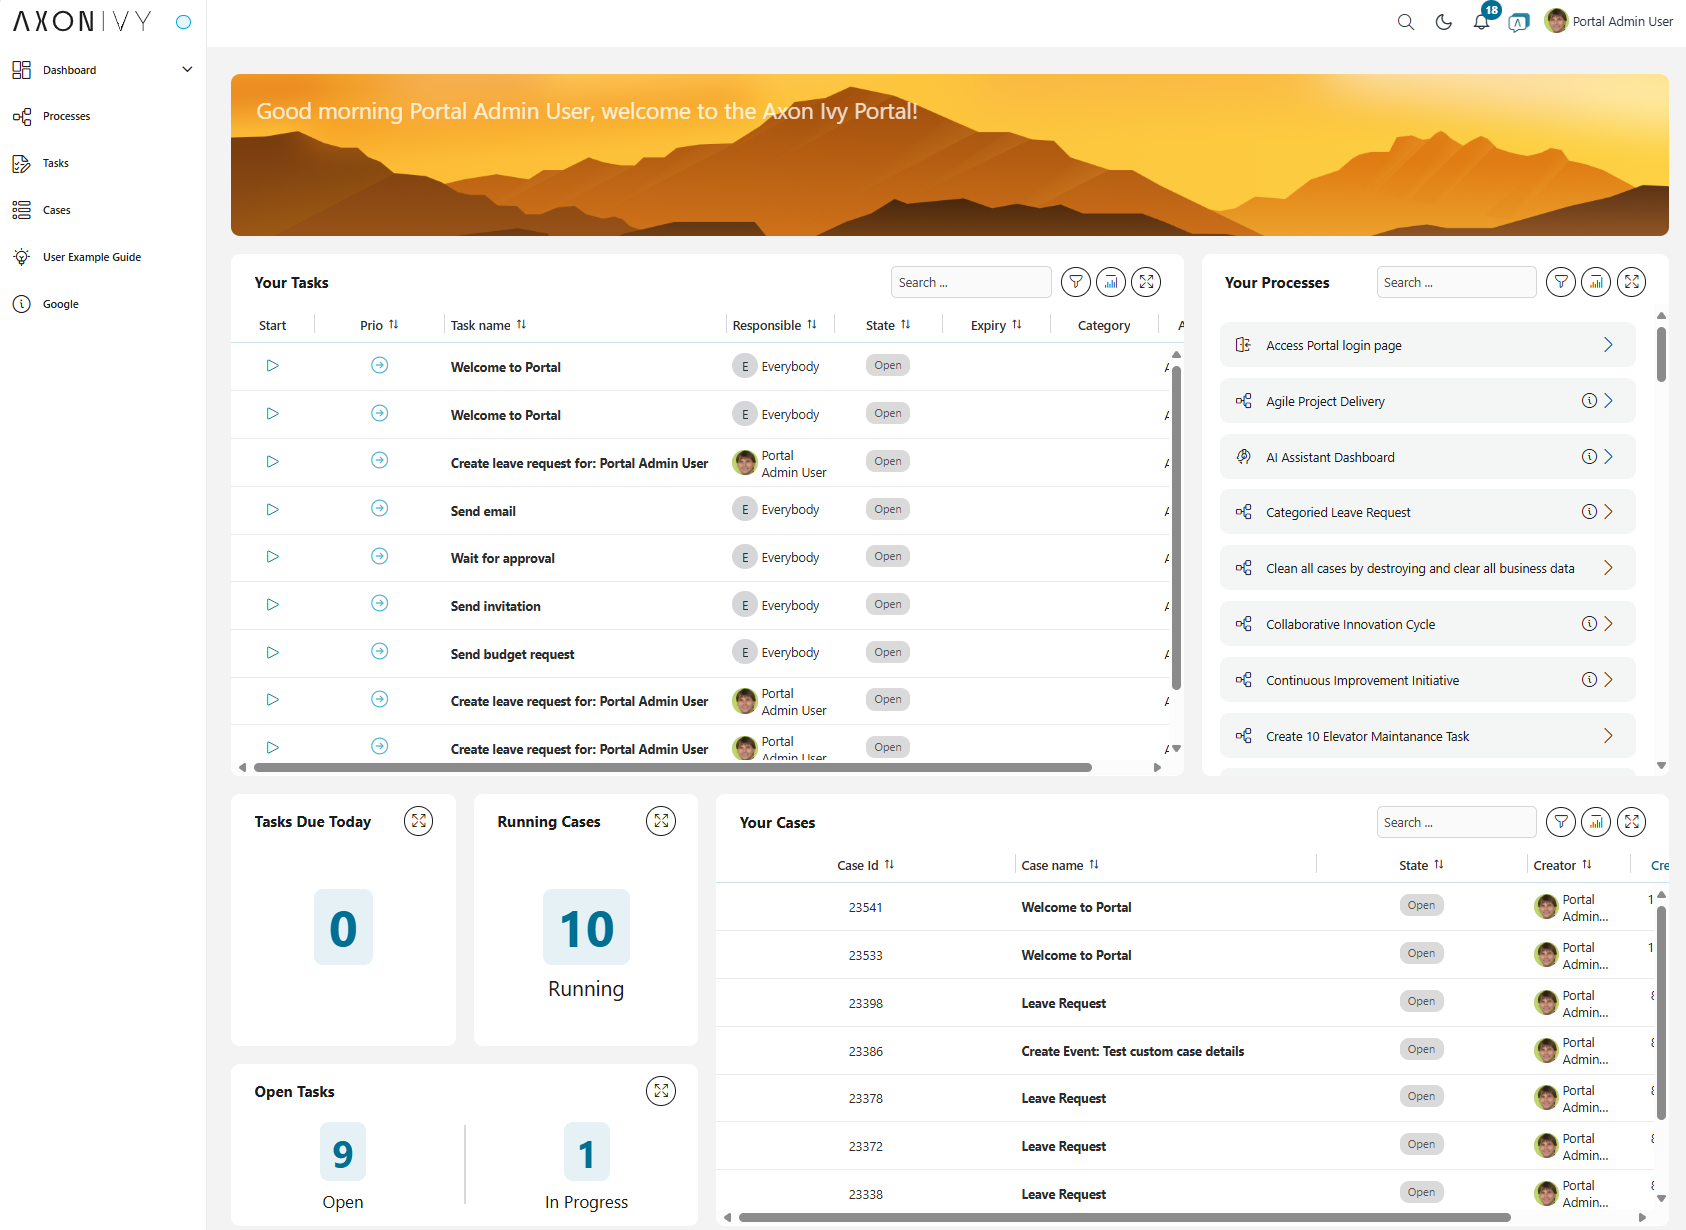 AXONIVY
18
Portal Admin User
Dashboard
Processes
Tasks
Cases
User Example Guide
Google
Good morning Portal Admin User, welcome to the Axon Ivy Portal!
Your Tasks
Search ...
Start Prio Task name Responsible State Expiry Category
Welcome to Portal E Everybody Open
Welcome to Portal E Everybody Open
Create leave request for: Portal Admin User Portal Admin User Open
Send email E Everybody Open
Wait for approval E Everybody Open
Send invitation E Everybody Open
Send budget request E Everybody Open
Create leave request for: Portal Admin User Portal Admin User Open
Create leave request for: Portal Admin User Portal Admin User Open
Your Processes
Search ...
Access Portal login page
Agile Project Delivery
AI Assistant Dashboard
Categoried Leave Request
Clean all cases by destroying and clear all business data
Collaborative Innovation Cycle
Continuous Improvement Initiative
Create 10 Elevator Maintanance Task
Tasks Due Today
0
Running Cases
10
Running
Open Tasks
9
Open
1
In Progress
Your Cases
Search ...
Case Id Case name State Creator Cre
23541 Welcome to Portal Open Portal Admin...
23533 Welcome to Portal Open Portal Admin...
23398 Leave Request Open Portal Admin...
23386 Create Event: Test custom case details Open Portal Admin...
23378 Leave Request Open Portal Admin...
23372 Leave Request Open Portal Admin...
23338 Leave Request Open Portal Admin...